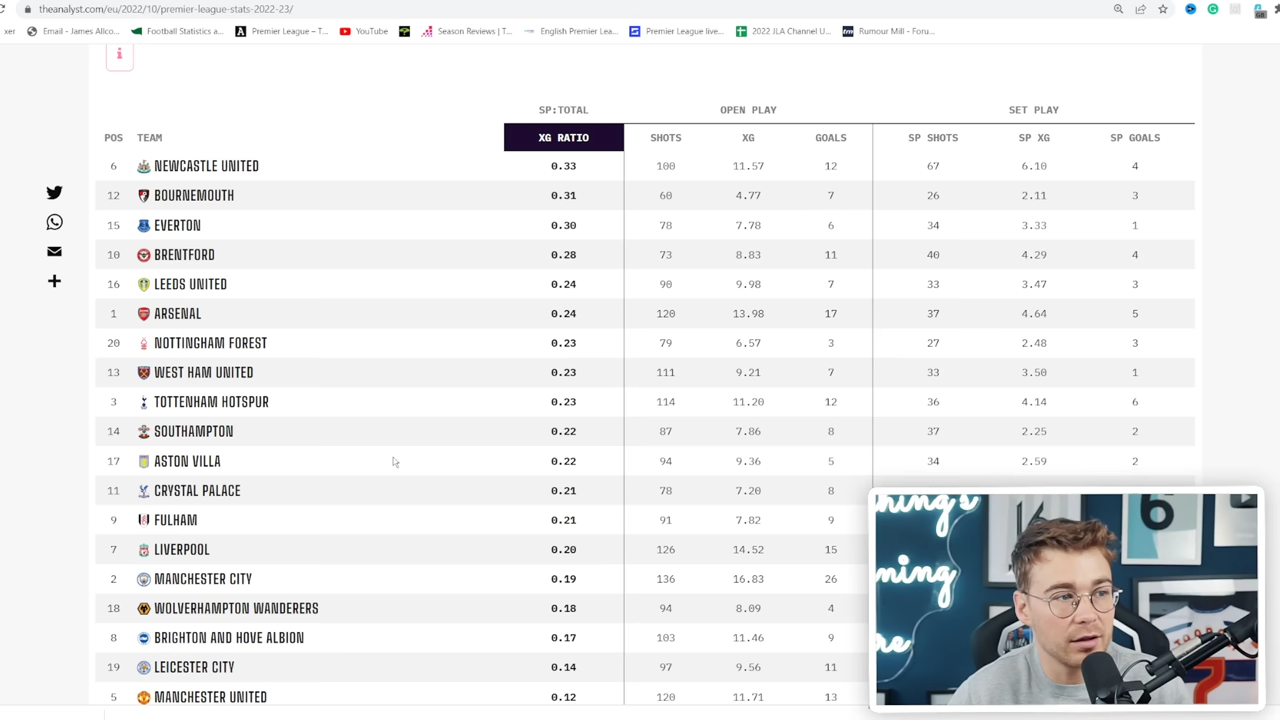 theanalyst.com/eu/2022/10/premier-league-stats-2022-23/
xer Email - James Allco... Football Statistics a... Premier League – T... YouTube Season Reviews | T... English Premier Lea... Premier League live... 2022 JLA Channel U... Rumour Mill - Foru...
SP:TOTAL OPEN PLAY SET PLAY
POS TEAM XG RATIO SHOTS XG GOALS SP SHOTS SP XG SP GOALS
6 NEWCASTLE UNITED 0.33 100 11.57 12 67 6.10 4
12 BOURNEMOUTH 0.31 60 4.77 7 26 2.11 3
15 EVERTON 0.30 78 7.78 6 34 3.33 1
10 BRENTFORD 0.28 73 8.83 11 40 4.29 4
16 LEEDS UNITED 0.24 90 9.98 7 33 3.47 3
1 ARSENAL 0.24 120 13.98 17 37 4.64 5
20 NOTTINGHAM FOREST 0.23 79 6.57 3 27 2.48 3
13 WEST HAM UNITED 0.23 111 9.21 7 33 3.50 1
3 TOTTENHAM HOTSPUR 0.23 114 11.20 12 36 4.14 6
14 SOUTHAMPTON 0.22 87 7.86 8 37 2.25 2
17 ASTON VILLA 0.22 94 9.36 5 34 2.59 2
11 CRYSTAL PALACE 0.21 78 7.20 8
9 FULHAM 0.21 91 7.82 9
7 LIVERPOOL 0.20 126 14.52 15
2 MANCHESTER CITY 0.19 136 16.83 26
18 WOLVERHAMPTON WANDERERS 0.18 94 8.09 4
8 BRIGHTON AND HOVE ALBION 0.17 103 11.46 9
19 LEICESTER CITY 0.14 97 9.56 11
5 MANCHESTER UNITED 0.12 120 11.71 13
hing's
6
ning